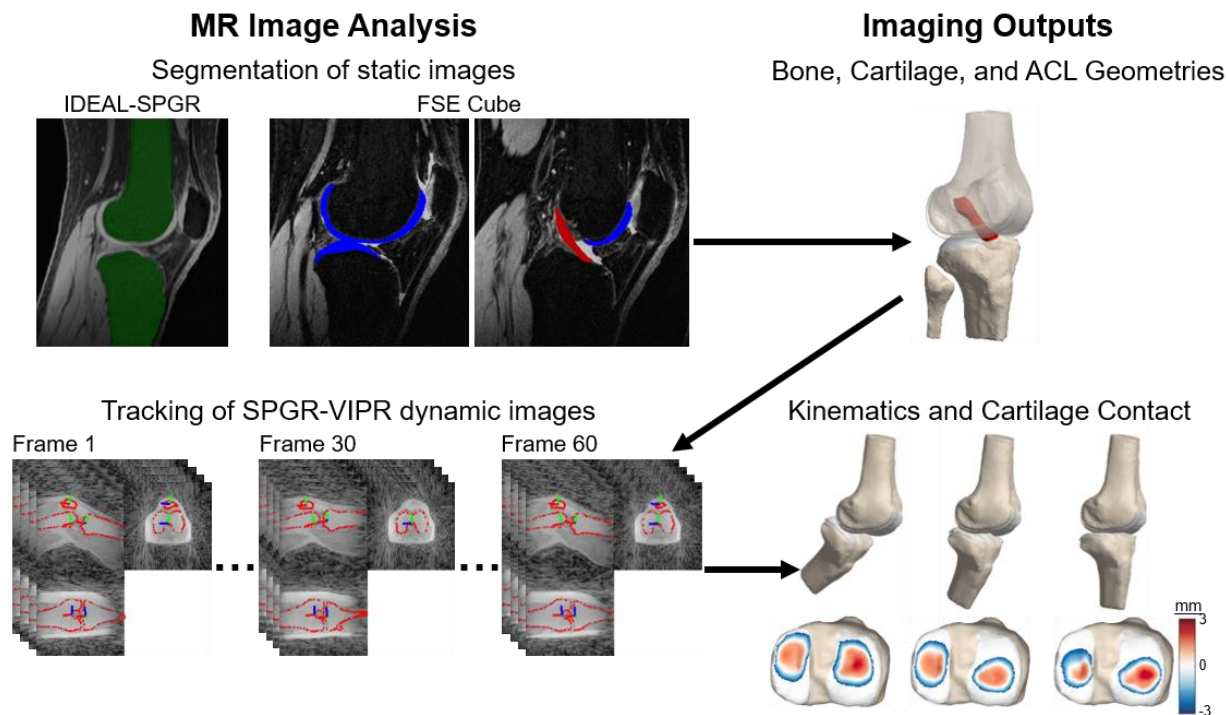 MR Image Analysis
Imaging Outputs
Segmentation of static images
Bone, Cartilage, and ACL Geometries
IDEAL-SPGR
FSE Cube
Tracking of SPGR-VIPR dynamic images
Kinematics and Cartilage Contact
Frame 1
Frame 30
Frame 60
...
...
mm
3
0
-3